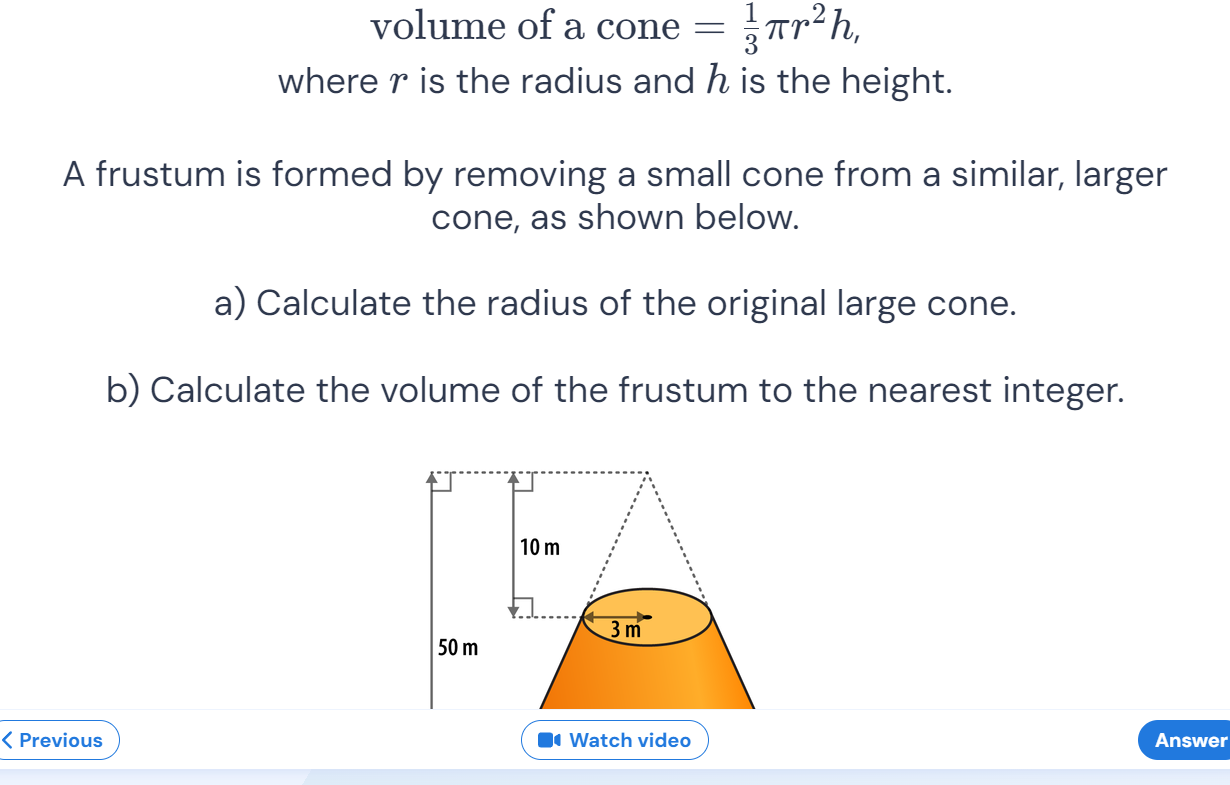 volume of a cone = \frac{1}{3}πr²h,
where r is the radius and h is the height.
A frustum is formed by removing a small cone from a similar, larger
cone, as shown below.
a) Calculate the radius of the original large cone.
b) Calculate the volume of the frustum to the nearest integer.
10 m
3 m
50 m
Previous
Watch video
Answer